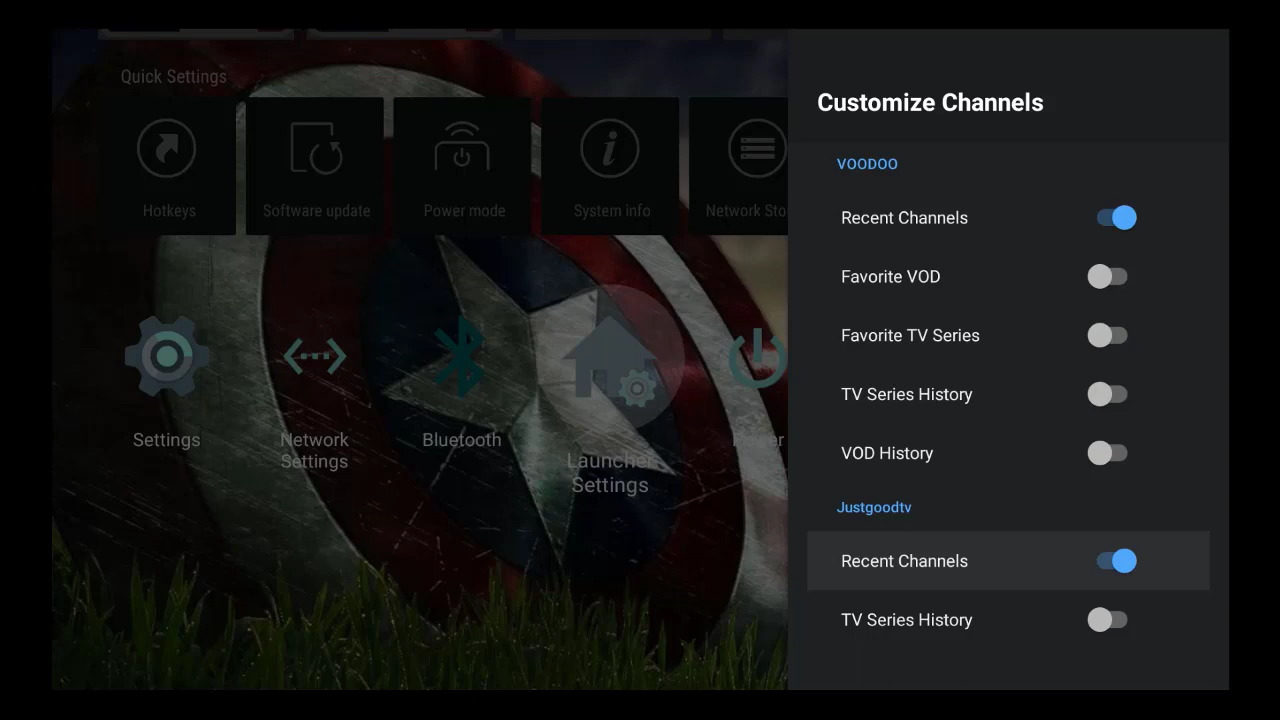 Quick Settings
Hotkeys
Software update
Power mode
System info
Network Sto
Settings
Network
Settings
Bluetooth
Launcher
Settings
Power
Customize Channels
VOODOO
Recent Channels
Favorite VOD
Favorite TV Series
TV Series History
VOD History
Justgoodtv
Recent Channels
TV Series History